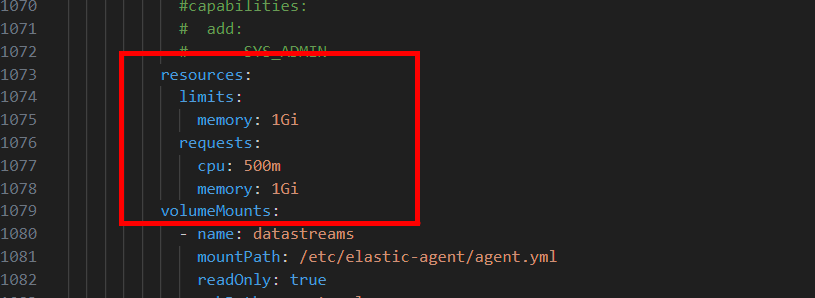 1070 #capabilities:
1071 #  add:
1072 #    - SYS_ADMIN
1073 resources:
1074 limits:
1075 memory: 1Gi
1076 requests:
1077 cpu: 500m
1078 memory: 1Gi
1079 volumeMounts:
1080 - name: datastreams
1081 mountPath: /etc/elastic-agent/agent.yml
1082 readOnly: true